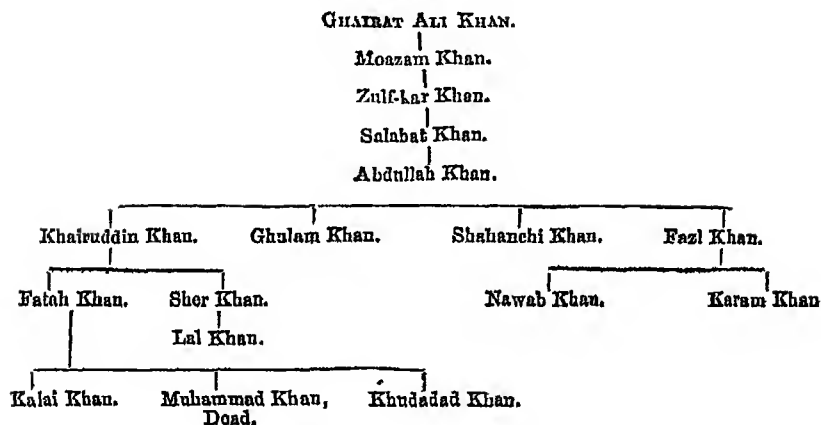 GHAIRAT ALI KHAN.
Moazam Khan.
Zulf-kar Khan.
Salabat Khan.
Abdullah Khan.
Khairuddin Khan. Ghulam Khan. Shahanchi Khan. Fazl Khan.
Fatah Khan. Sher Khan. Nawab Khan. Karam Khan
Lal Khan.
Kalai Khan. Muhammad Khan, Khudadad Khan.
Dead.